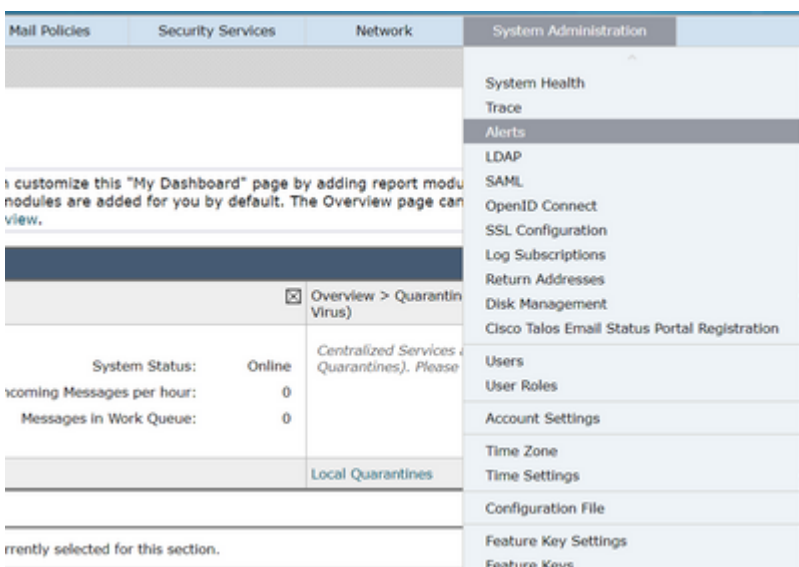 Mail Policies Security Services Network System Administration
System Health
Trace
Alerts
LDAP
SAML
OpenID Connect
SSL Configuration
Log Subscriptions
Return Addresses
Disk Management
Cisco Talos Email Status Portal Registration
Users
User Roles
Account Settings
Time Zone
Time Settings
Configuration File
Feature Key Settings
Feature Keys
customize this "My Dashboard" page by adding report modu
modules are added for you by default. The Overview page can
view.
Overview > Quarantin
Virus)
System Status: Online
ncoming Messages per hour: 0
Messages in Work Queue: 0
Centralized Services
Quarantines). Please
Local Quarantines
rrently selected for this section.